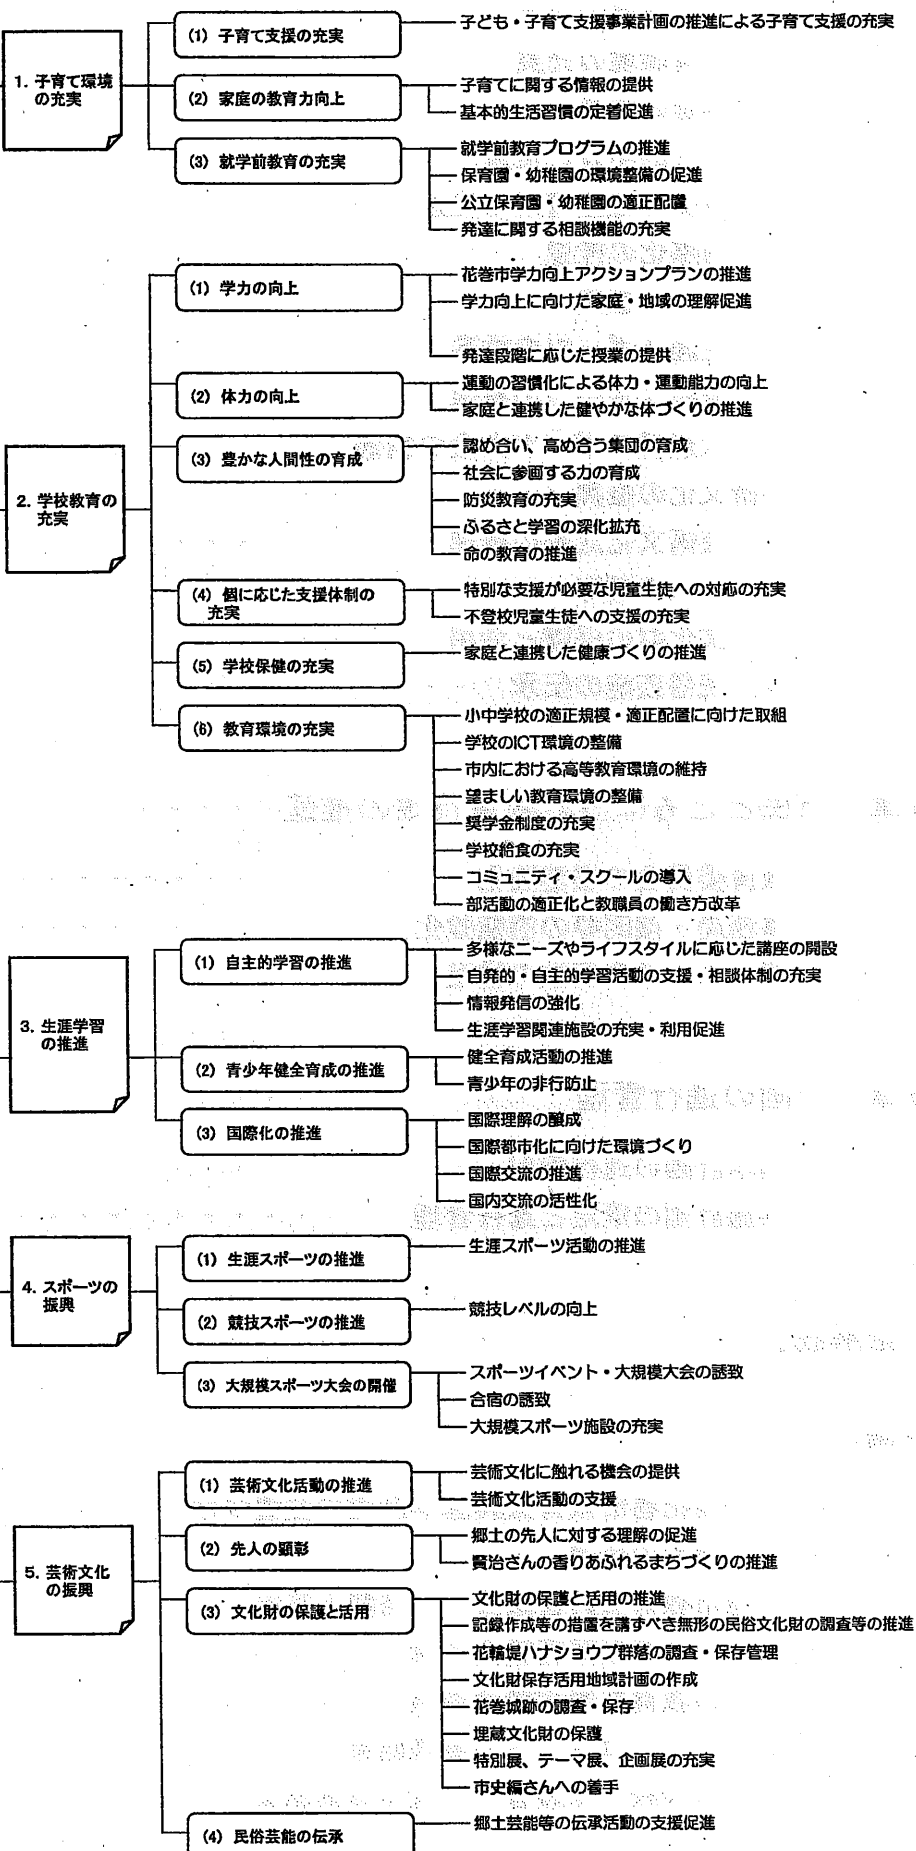 1. 子育て環境
の充実
(1) 子育て支援の充実
子ども・子育て支援事業計画の推進による子育て支援の充実
(2) 家庭の教育力向上
子育てに関する情報の提供
基本的生活習慣の定着促進
(3) 就学前教育の充実
就学前教育プログラムの推進
保育園・幼稚園の環境整備の促進
公立保育園・幼稚園の適正配置
発達に関する相談機能の充実
2. 学校教育の
充実
(1) 学力の向上
花巻市学力向上アクションプランの推進
学力向上に向けた家庭・地域の理解促進
発達段階に応じた授業の提供
(2) 体力の向上
運動の習慣化による体力・運動能力の向上
家庭と連携した健やかな体づくりの推進
(3) 豊かな人間性の育成
認め合い、高め合う集団の育成
社会に参画する力の育成
防災教育の充実
ふるさと学習の深化拡充
命の教育の推進
(4) 個に応じた支援体制の
充実
特別な支援が必要な児童生徒への対応の充実
不登校児童生徒への支援の充実
(5) 学校保健の充実
家庭と連携した健康づくりの推進
(6) 教育環境の充実
小中学校の適正規模・適正配置に向けた取組
学校のICT環境の整備
市内における高等教育環境の維持
望ましい教育環境の整備
奨学金制度の充実
学校給食の充実
コミュニティ・スクールの導入
部活動の適正化と教職員の働き方改革
3. 生涯学習
の推進
(1) 自主的学習の推進
多様なニーズやライフスタイルに応じた講座の開設
自発的・自主的学習活動の支援・相談体制の充実
情報発信の強化
生涯学習関連施設の充実・利用促進
(2) 青少年健全育成の推進
健全育成活動の推進
青少年の非行防止
(3) 国際化の推進
国際理解の醸成
国際都市化に向けた環境づくり
国際交流の推進
国内交流の活性化
4. スポーツの
振興
(1) 生涯スポーツの推進
生涯スポーツ活動の推進
(2) 競技スポーツの推進
競技レベルの向上
(3) 大規模スポーツ大会の開催
スポーツイベント・大規模大会の誘致
合宿の誘致
大規模スポーツ施設の充実
5. 芸術文化
の振興
(1) 芸術文化活動の推進
芸術文化に触れる機会の提供
芸術文化活動の支援
(2) 先人の顕彰
郷土の先人に対する理解の促進
賢治さんの香りあふれるまちづくりの推進
(3) 文化財の保護と活用
文化財の保護と活用の推進
記録作成等の措置を講ずべき無形の民俗文化財の調査等の推進
花輪堤ハナショウブ群落の調査・保存管理
文化財保存活用地域計画の作成
花巻城跡の調査・保存
埋蔵文化財の保護
特別展、テーマ展、企画展の充実
市史編さんへの着手
(4) 民俗芸能の伝承
郷土芸能等の伝承活動の支援促進